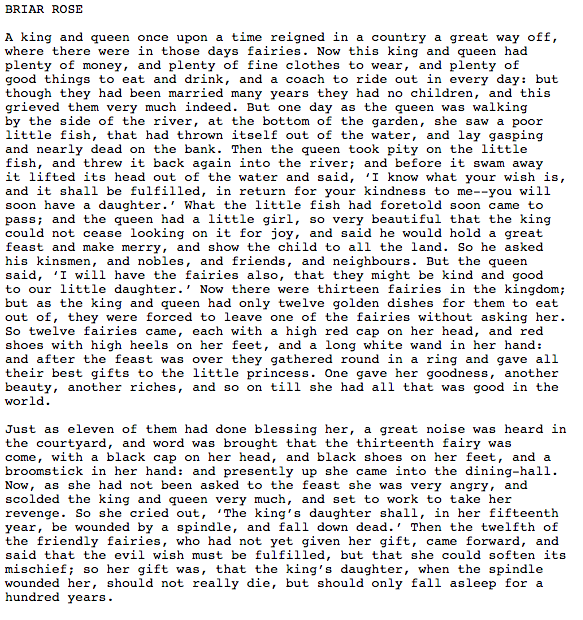 BRIAR ROSE

A king and queen once upon a time reigned in a country a great way off,
where there were in those days fairies. Now this king and queen had
plenty of money, and plenty of fine clothes to wear, and plenty of
good things to eat and drink, and a coach to ride out in every day: but
though they had been married many years they had no children, and this
grieved them very much indeed. But one day as the queen was walking
by the side of the river, at the bottom of the garden, she saw a poor
little fish, that had thrown itself out of the water, and lay gasping
and nearly dead on the bank. Then the queen took pity on the little
fish, and threw it back again into the river; and before it swam away
it lifted its head out of the water and said, ‘I know what your wish is,
and it shall be fulfilled, in return for your kindness to me--you will
soon have a daughter.’ What the little fish had foretold soon came to
pass; and the queen had a little girl, so very beautiful that the king
could not cease looking on it for joy, and said he would hold a great
feast and make merry, and show the child to all the land. So he asked
his kinsmen, and nobles, and friends, and neighbours. But the queen
said, ‘I will have the fairies also, that they might be kind and good
to our little daughter.’ Now there were thirteen fairies in the kingdom;
but as the king and queen had only twelve golden dishes for them to eat
out of, they were forced to leave one of the fairies without asking her.
So twelve fairies came, each with a high red cap on her head, and red
shoes with high heels on her feet, and a long white wand in her hand:
and after the feast was over they gathered round in a ring and gave all
their best gifts to the little princess. One gave her goodness, another
beauty, another riches, and so on till she had all that was good in the
world.

Just as eleven of them had done blessing her, a great noise was heard in
the courtyard, and word was brought that the thirteenth fairy was
come, with a black cap on her head, and black shoes on her feet, and a
broomstick in her hand: and presently up she came into the dining-hall.
Now, as she had not been asked to the feast she was very angry, and
scolded the king and queen very much, and set to work to take her
revenge. So she cried out, ‘The king’s daughter shall, in her fifteenth
year, be wounded by a spindle, and fall down dead.’ Then the twelfth of
the friendly fairies, who had not yet given her gift, came forward, and
said that the evil wish must be fulfilled, but that she could soften its
mischief; so her gift was, that the king’s daughter, when the spindle
wounded her, should not really die, but should only fall asleep for a
hundred years.